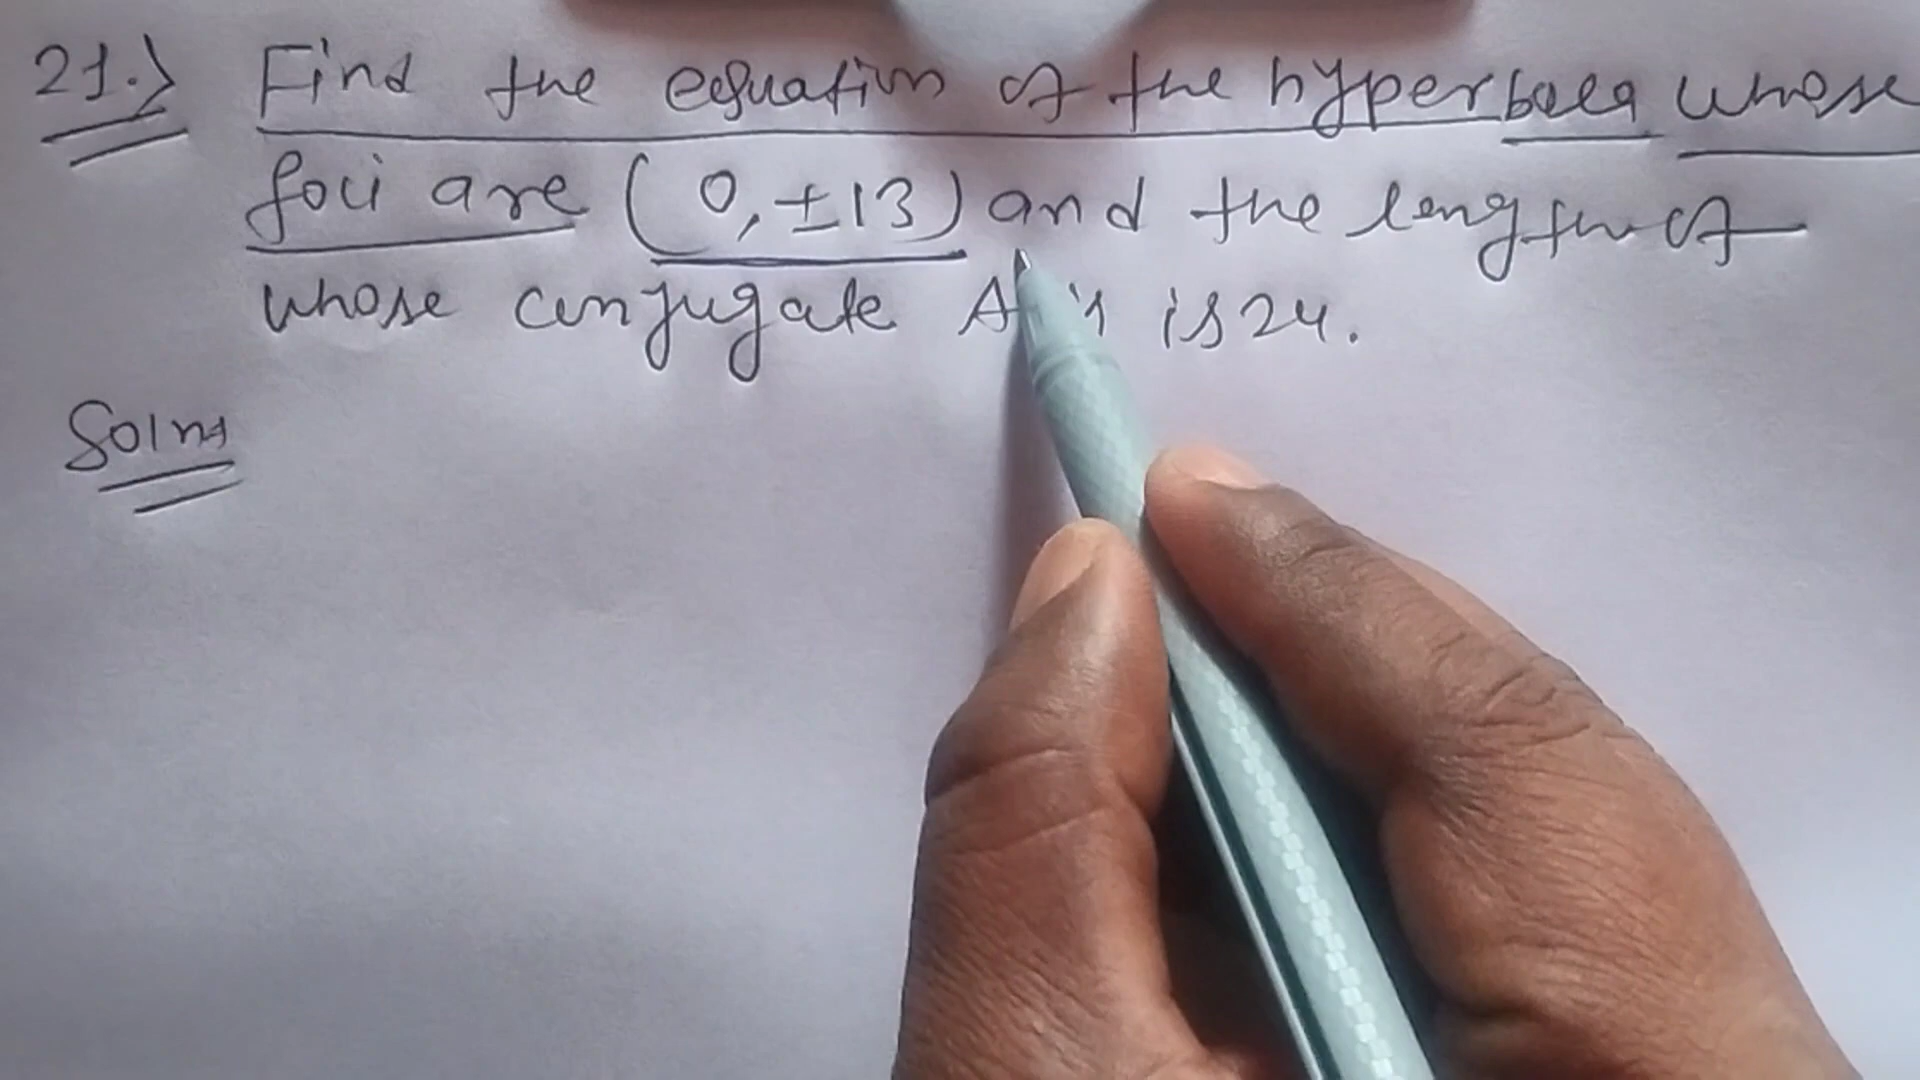 21.) Find the equation of the hyperbola whose
foci are (0, ±13) and the length of
whose conjugate is 24.
Soln